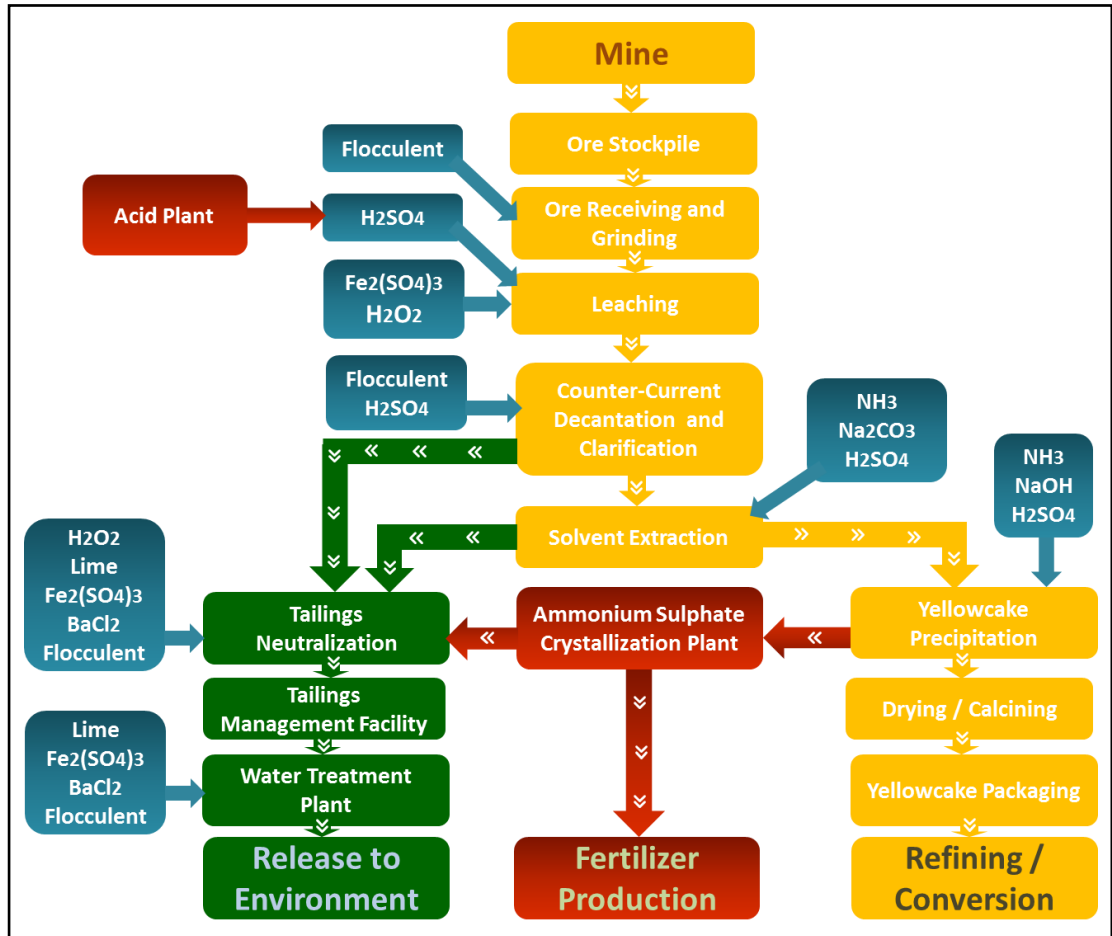 Mine
Ore Stockpile
Flocculent
Ore Receiving and
Grinding
Acid Plant
H2SO4
Fe2(SO4)3
H2O2
Leaching
Flocculent
H2SO4
Counter-Current
Decantation and
Clarification
NH3
Na2CO3
H2SO4
NH3
NaOH
H2SO4
Solvent Extraction
H2O2
Lime
Fe2(SO4)3
BaCl2
Flocculent
Tailings
Neutralization
Ammonium Sulphate
Crystallization Plant
Yellowcake
Precipitation
Tailings
Management Facility
Drying / Calcining
Lime
Fe2(SO4)3
BaCl2
Flocculent
Water Treatment
Plant
Yellowcake Packaging
Release to
Environment
Fertilizer
Production
Refining /
Conversion